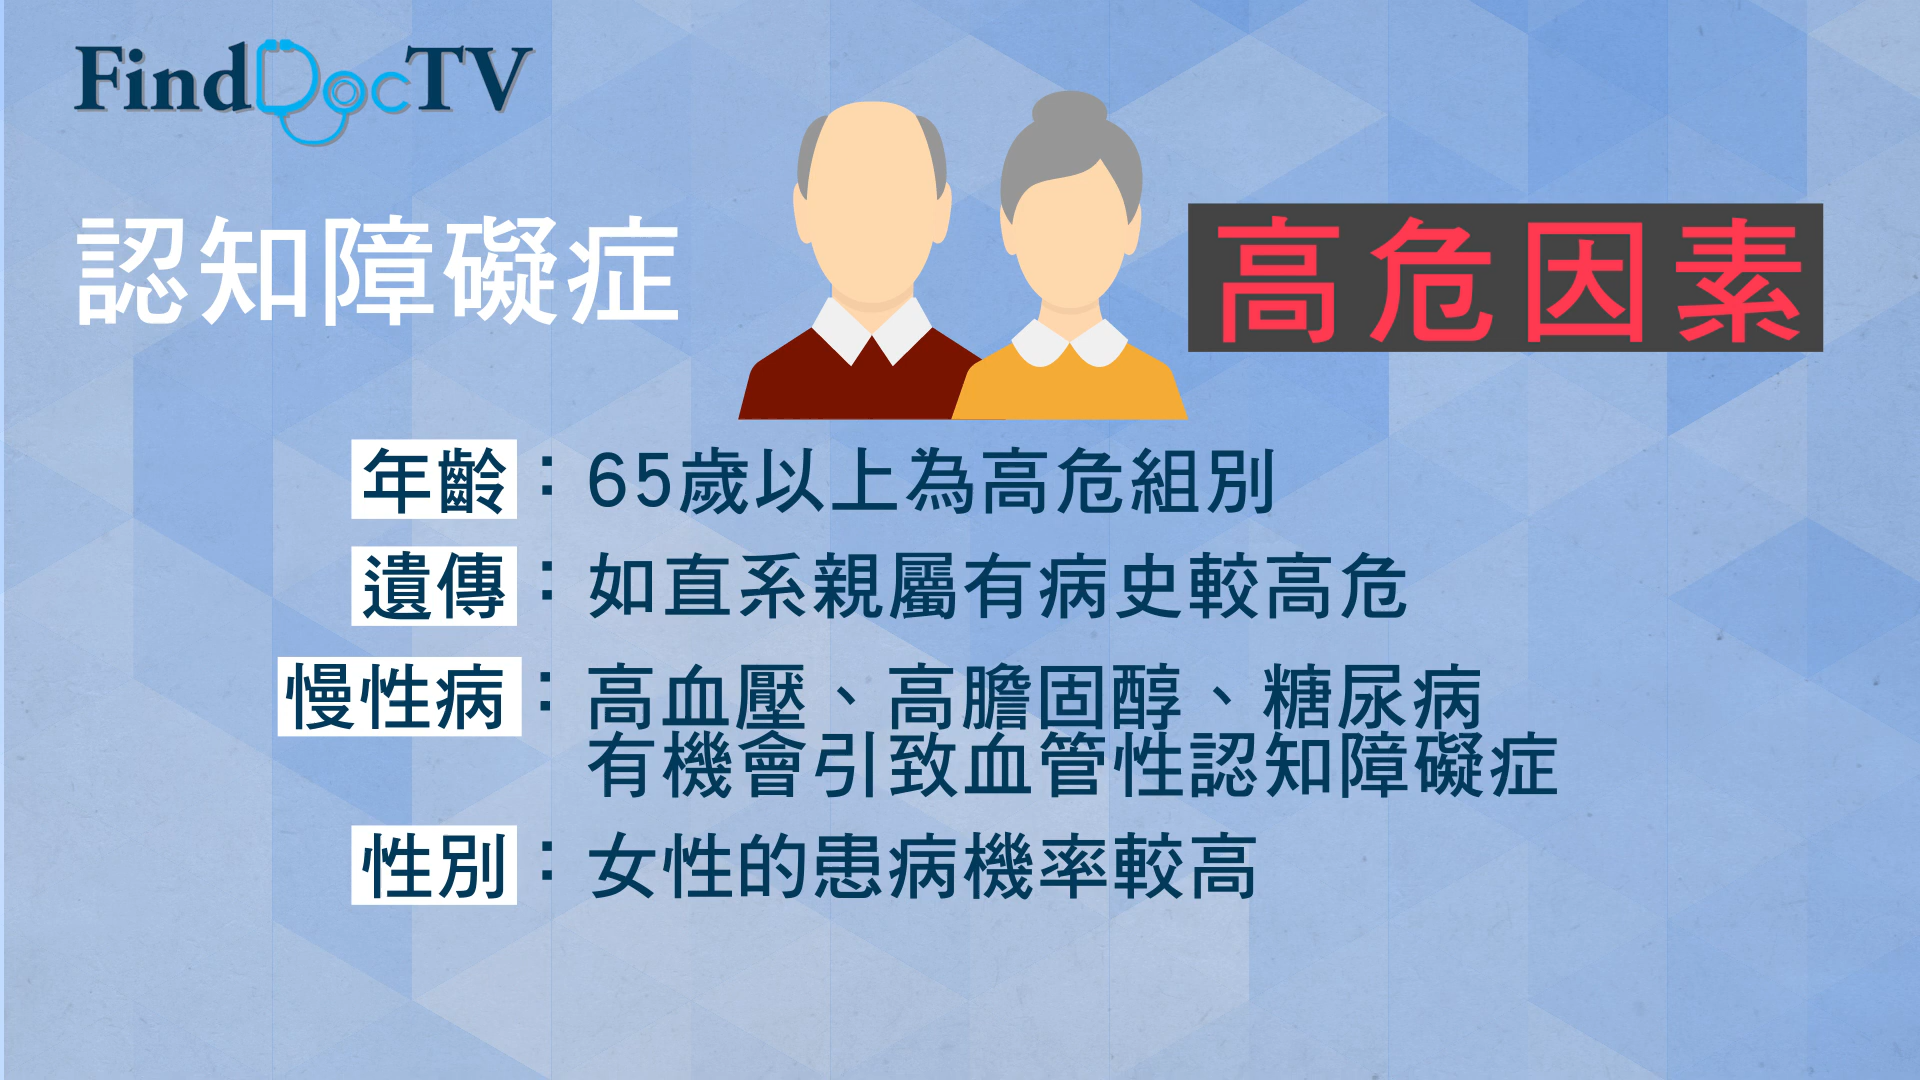 FindDocTV
認知障礙症
高危因素
年齡：65歲以上為高危組別
遺傳：如直系親屬有病史較高危
慢性病：高血壓、高膽固醇、糖尿病
有機會引致血管性認知障礙症
性別：女性的患病機率較高